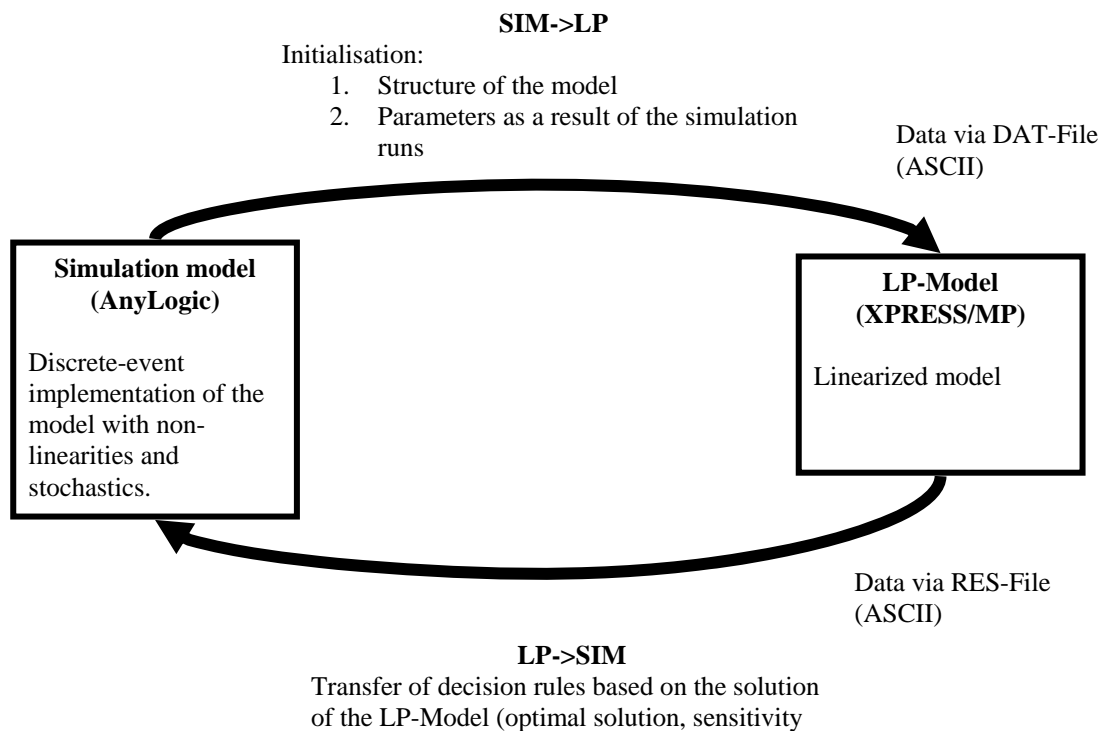 SIM->LP
Initialisation:
1. Structure of the model
2. Parameters as a result of the simulation
runs
Data via DAT-File
(ASCII)
Simulation model
(AnyLogic)
Discrete-event
implementation of the
model with non-
linearities and
stochastics.
LP-Model
(XPRESS/MP)
Linearized model
Data via RES-File
(ASCII)
LP->SIM
Transfer of decision rules based on the solution
of the LP-Model (optimal solution, sensitivity